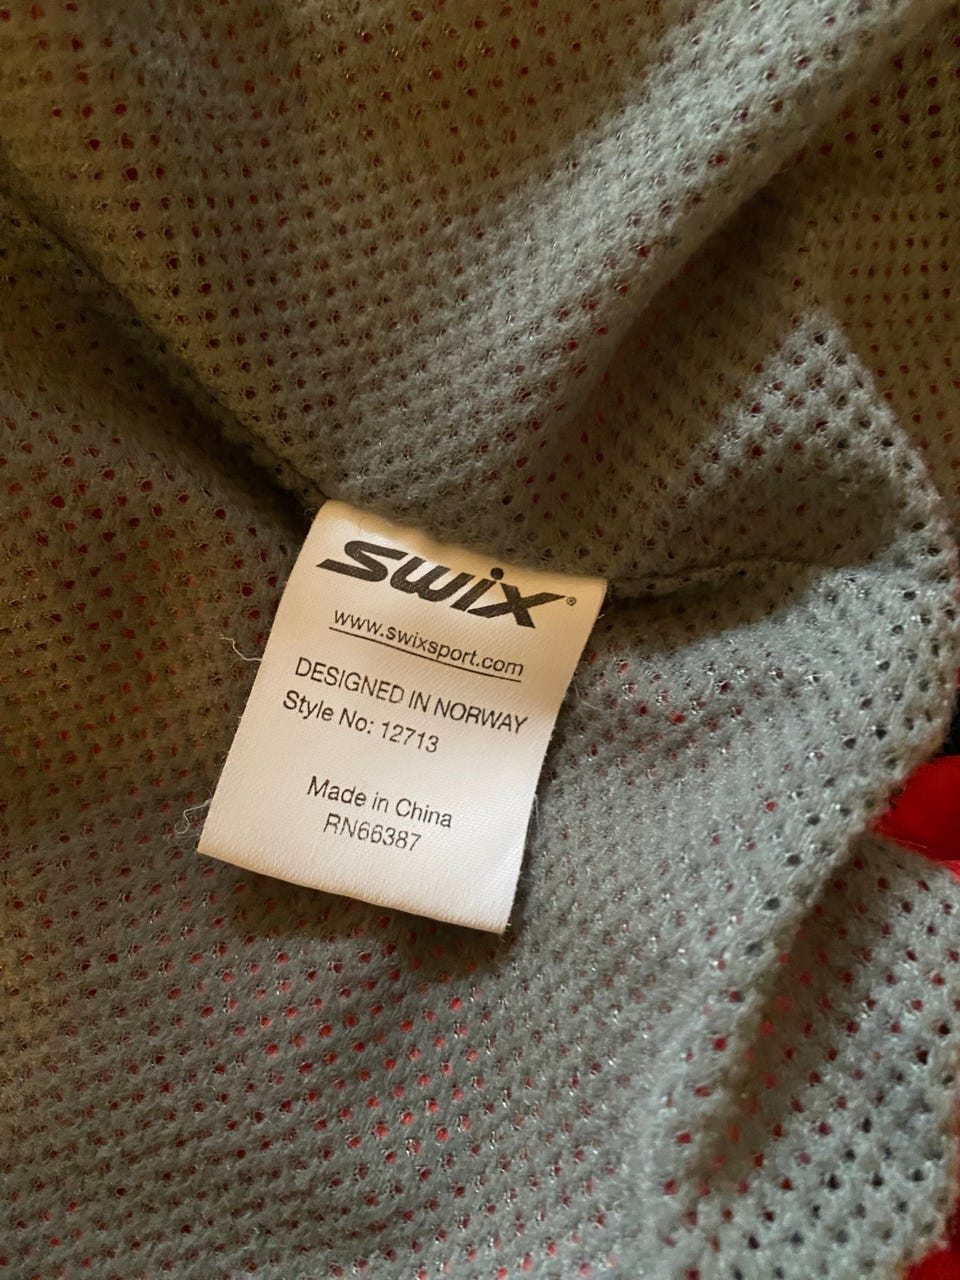 SWIX®
www.swixsport.com
DESIGNED IN NORWAY
Style No: 12713
Made in China
RN66387